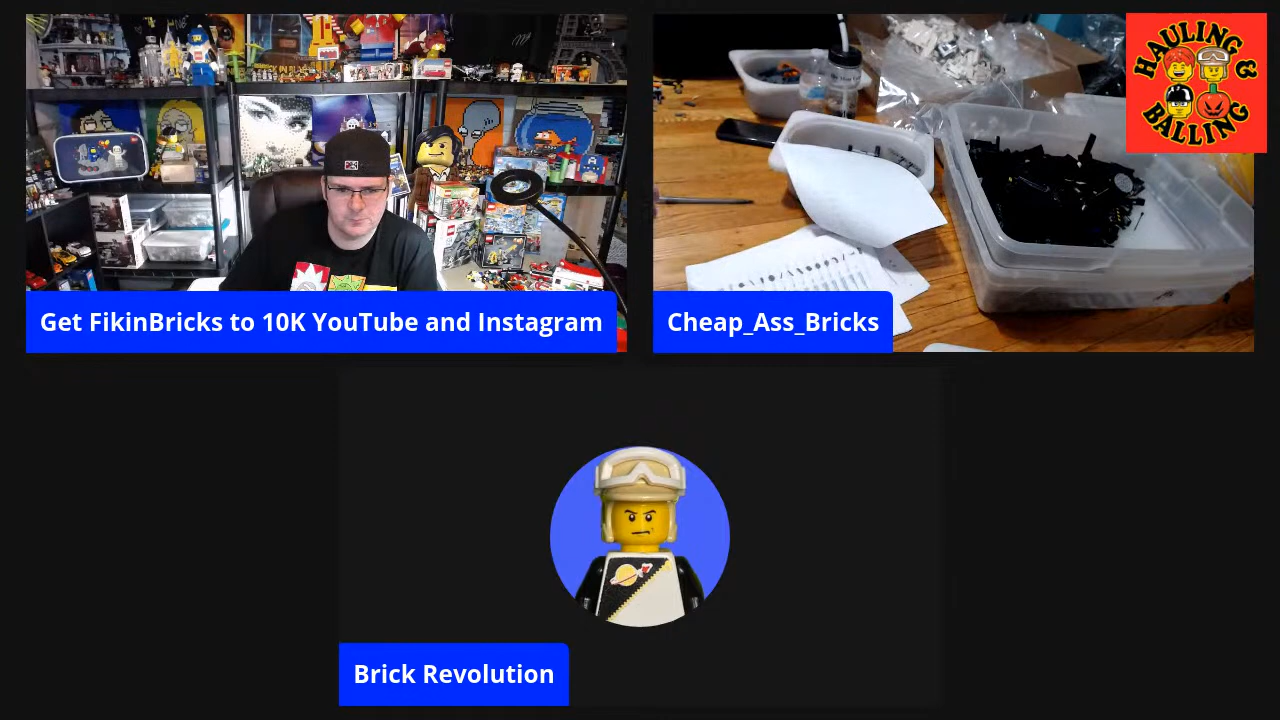 HAULING &
BALLING
Get FikinBricks to 10K YouTube and Instagram
Cheap_Ass_Bricks
Brick Revolution